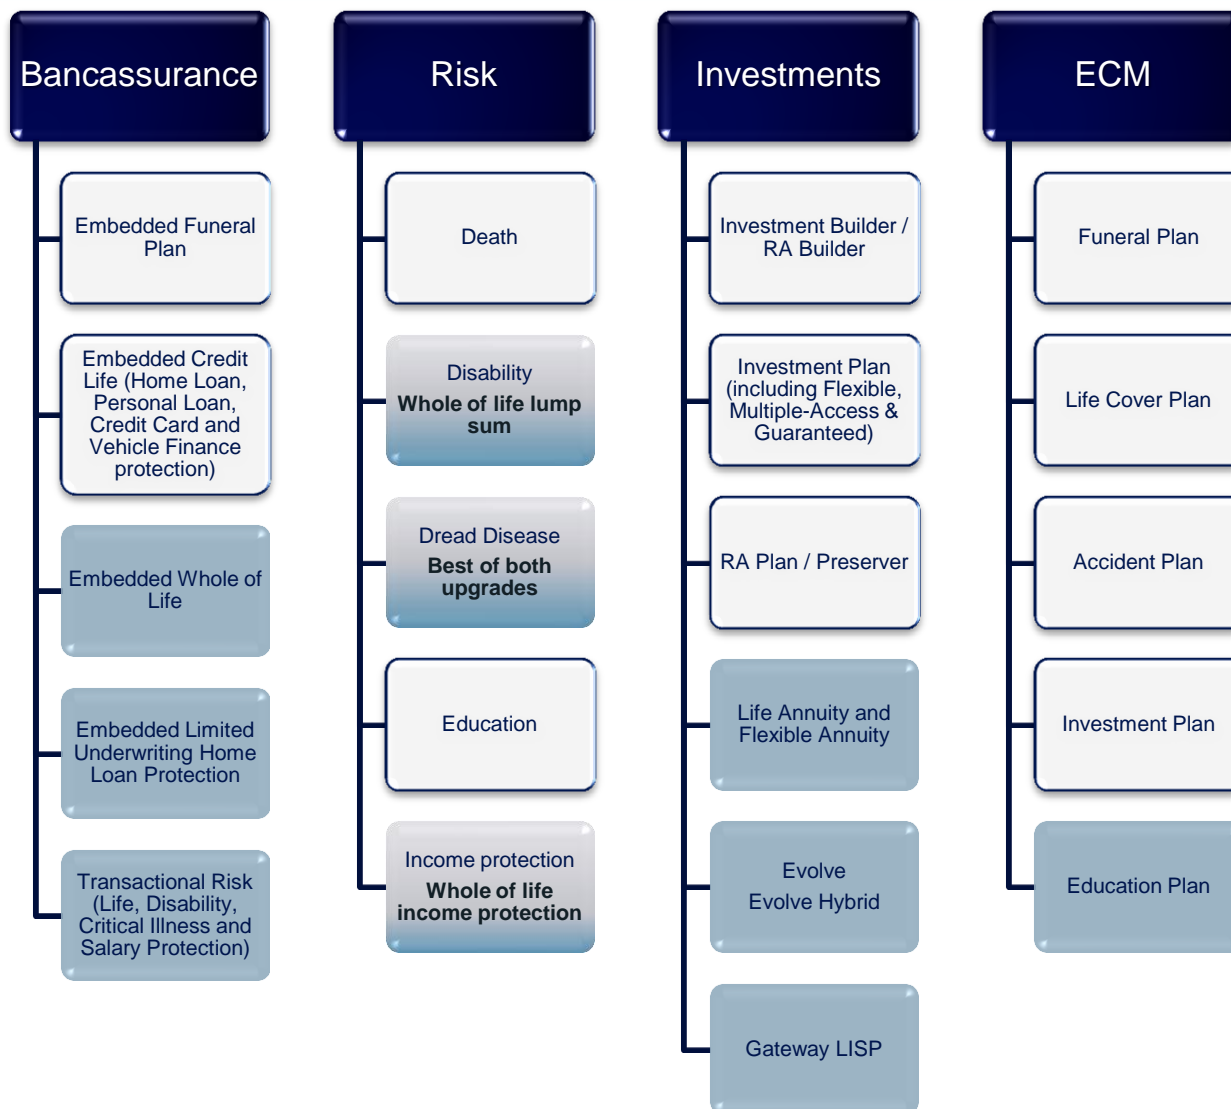 Bancassurance
Embedded Funeral
Plan
Embedded Credit
Life (Home Loan,
Personal Loan,
Credit Card and
Vehicle Finance
protection)
Embedded Whole of
Life
Embedded Limited
Underwriting Home
Loan Protection
Transactional Risk
(Life, Disability,
Critical Illness and
Salary Protection)
Risk
Death
Disability
Whole of life lump
sum
Dread Disease
Best of both
upgrades
Education
Income protection
Whole of life
income protection
Investments
Investment Builder /
RA Builder
Investment Plan
(including Flexible,
Multiple-Access &
Guaranteed)
RA Plan / Preserver
Life Annuity and
Flexible Annuity
Evolve
Evolve Hybrid
Gateway LISP
ECM
Funeral Plan
Life Cover Plan
Accident Plan
Investment Plan
Education Plan